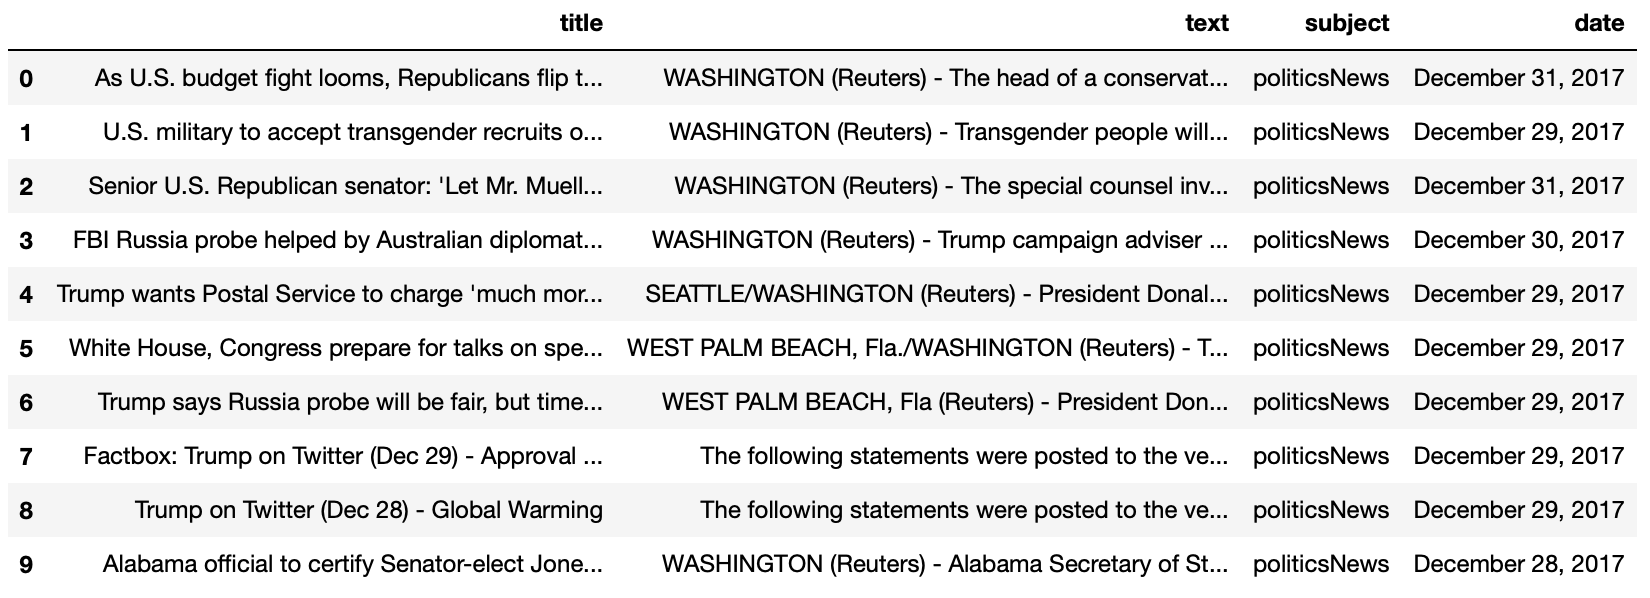 title text subject date
0 As U.S. budget fight looms, Republicans flip t... WASHINGTON (Reuters) - The head of a conservat... politicsNews December 31, 2017
1 U.S. military to accept transgender recruits o... WASHINGTON (Reuters) - Transgender people will... politicsNews December 29, 2017
2 Senior U.S. Republican senator: 'Let Mr. Muell... WASHINGTON (Reuters) - The special counsel inv... politicsNews December 31, 2017
3 FBI Russia probe helped by Australian diplomat... WASHINGTON (Reuters) - Trump campaign adviser ... politicsNews December 30, 2017
4 Trump wants Postal Service to charge 'much mor... SEATTLE/WASHINGTON (Reuters) - President Donal... politicsNews December 29, 2017
5 White House, Congress prepare for talks on spe... WEST PALM BEACH, Fla./WASHINGTON (Reuters) - T... politicsNews December 29, 2017
6 Trump says Russia probe will be fair, but time... WEST PALM BEACH, Fla (Reuters) - President Don... politicsNews December 29, 2017
7 Factbox: Trump on Twitter (Dec 29) - Approval ... The following statements were posted to the ve... politicsNews December 29, 2017
8 Trump on Twitter (Dec 28) - Global Warming The following statements were posted to the ve... politicsNews December 29, 2017
9 Alabama official to certify Senator-elect Jone... WASHINGTON (Reuters) - Alabama Secretary of St... politicsNews December 28, 2017